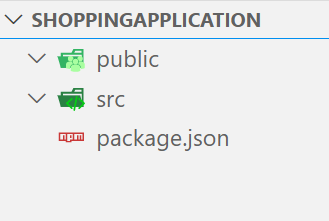 SHOPPINGAPPLICATION
public
src
package.json